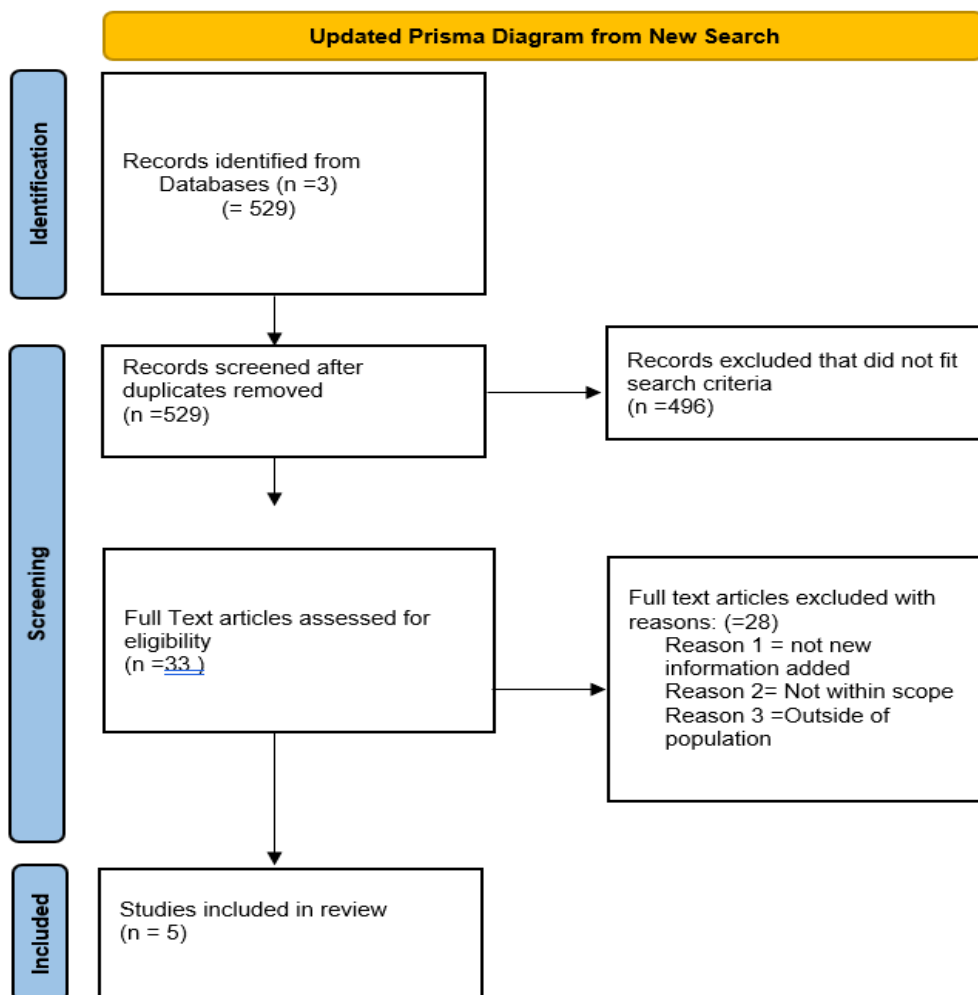 Updated Prisma Diagram from New Search
Identification
Records identified from
Databases (n =3)
(= 529)
Screening
Records screened after
duplicates removed
(n =529)
Records excluded that did not fit
search criteria
(n =496)
Full Text articles assessed for
eligibility
(n =33 )
Full text articles excluded with
reasons: (=28)
Reason 1 = not new
information added
Reason 2= Not within scope
Reason 3 =Outside of
population
Included
Studies included in review
(n = 5)